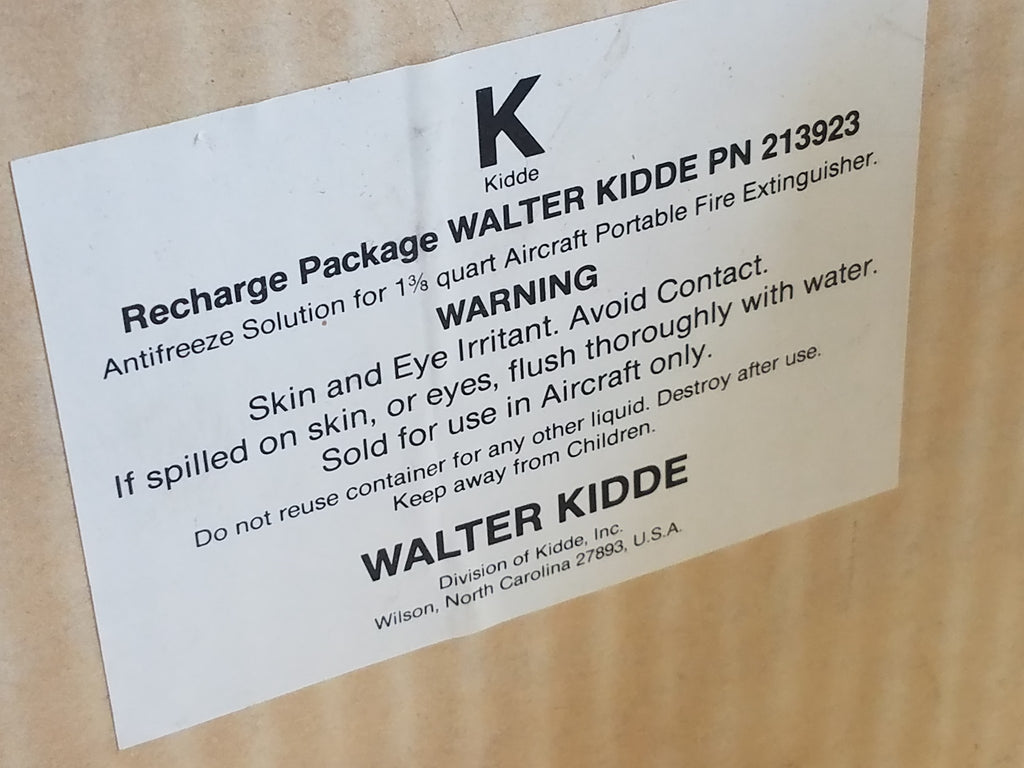 K
Kidde
Recharge Package WALTER KIDDE PN 213923
Antifreeze Solution for 1⅜ quart Aircraft Portable Fire Extinguisher.
WARNING
Skin and Eye Irritant. Avoid Contact.
If spilled on skin, or eyes, flush thoroughly with water.
Sold for use in Aircraft only.
Do not reuse container for any other liquid. Destroy after use.
Keep away from Children.
WALTER KIDDE
Division of Kidde, Inc.
Wilson, North Carolina 27893, U.S.A.